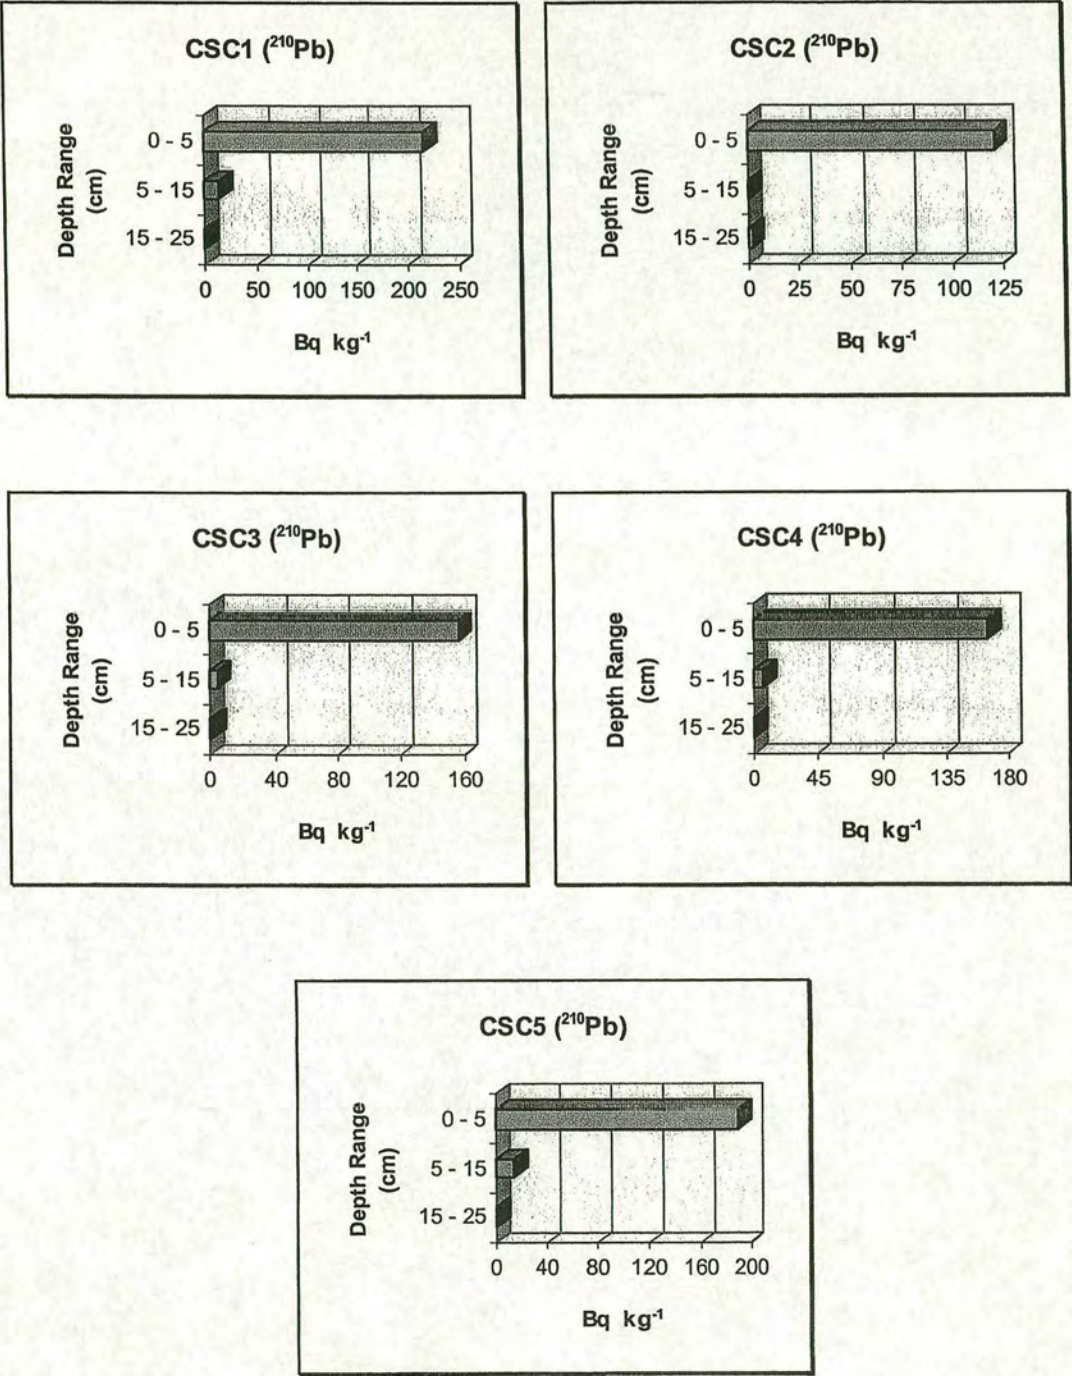 CSC1 (²¹⁰Pb)
Depth Range
(cm)
0 - 5
5 - 15
15 - 25
0 50 100 150 200 250
Bq kg⁻¹
CSC2 (²¹⁰Pb)
Depth Range
(cm)
0 - 5
5 - 15
15 - 25
0 25 50 75 100 125
Bq kg⁻¹
CSC3 (²¹⁰Pb)
Depth Range
(cm)
0 - 5
5 - 15
15 - 25
0 40 80 120 160
Bq kg⁻¹
CSC4 (²¹⁰Pb)
Depth Range
(cm)
0 - 5
5 - 15
15 - 25
0 45 90 135 180
Bq kg⁻¹
CSC5 (²¹⁰Pb)
Depth Range
(cm)
0 - 5
5 - 15
15 - 25
0 40 80 120 160 200
Bq kg⁻¹